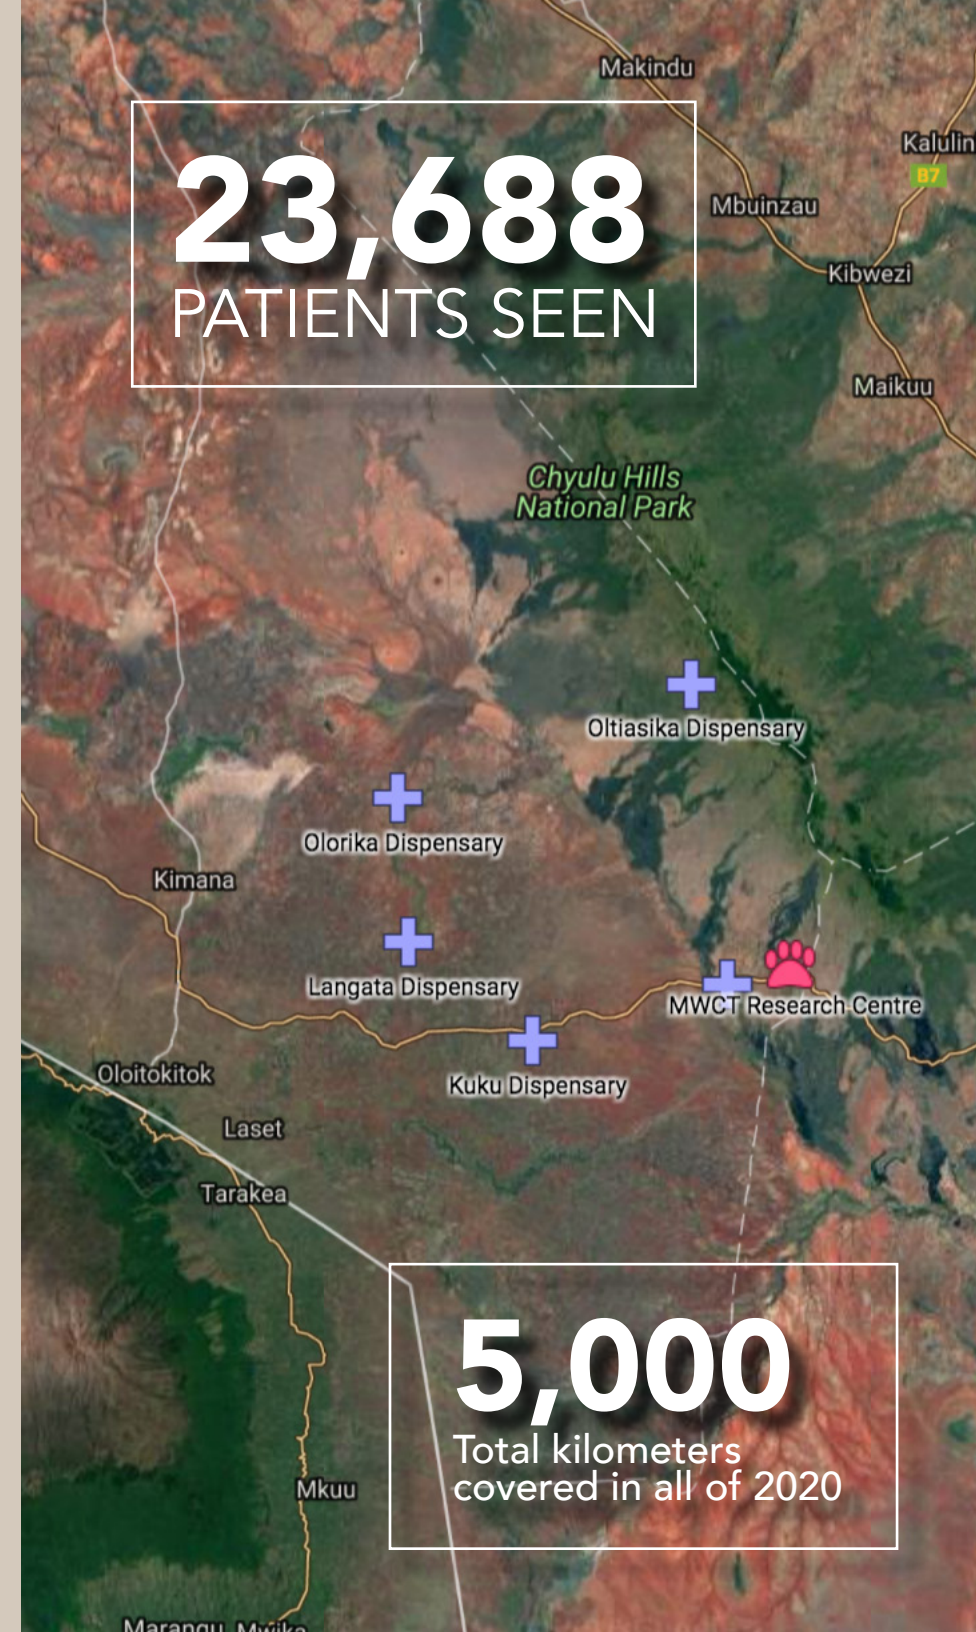 Makindu
Kalulin
B7
23,688
PATIENTS SEEN
Mbuinzau
Kibwezi
Maikuu
Chyulu Hills
National Park
Oltiasika Dispensary
Olorika Dispensary
Kimana
Langata Dispensary
MWCT Research Centre
Oloitokitok
Kuku Dispensary
Laset
Tarakea
5,000
Total kilometers
covered in all of 2020
Mkuu
Marangu Mwika